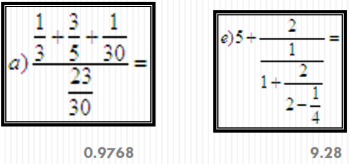 a) (1/3 + 3/5 + 1/30) / (23/30) =
0.9768
e) 5 + 2/(1/(1 + 2/(2 - 1/4))) =
9.28